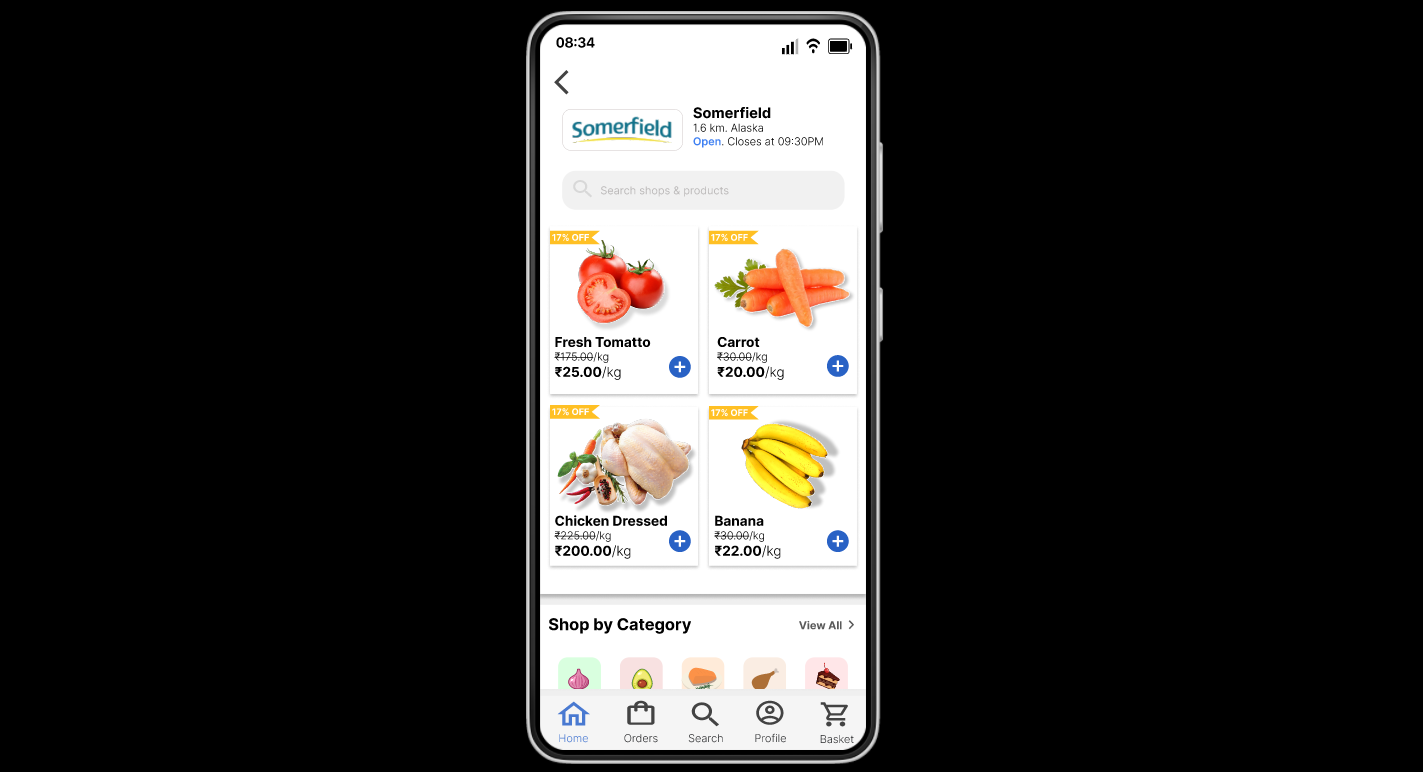 08:34
Somerfield
Somerfield
1.6 km. Alaska
Open. Closes at 09:30PM
Search shops & products
17% OFF
17% OFF
Fresh Tomatto
₹175.00/kg
₹25.00/kg
Carrot
₹30.00/kg
₹20.00/kg
17% OFF
17% OFF
Chicken Dressed
₹225.00/kg
₹200.00/kg
Banana
₹30.00/kg
₹22.00/kg
Shop by Category
View All
Home
Orders
Search
Profile
Basket